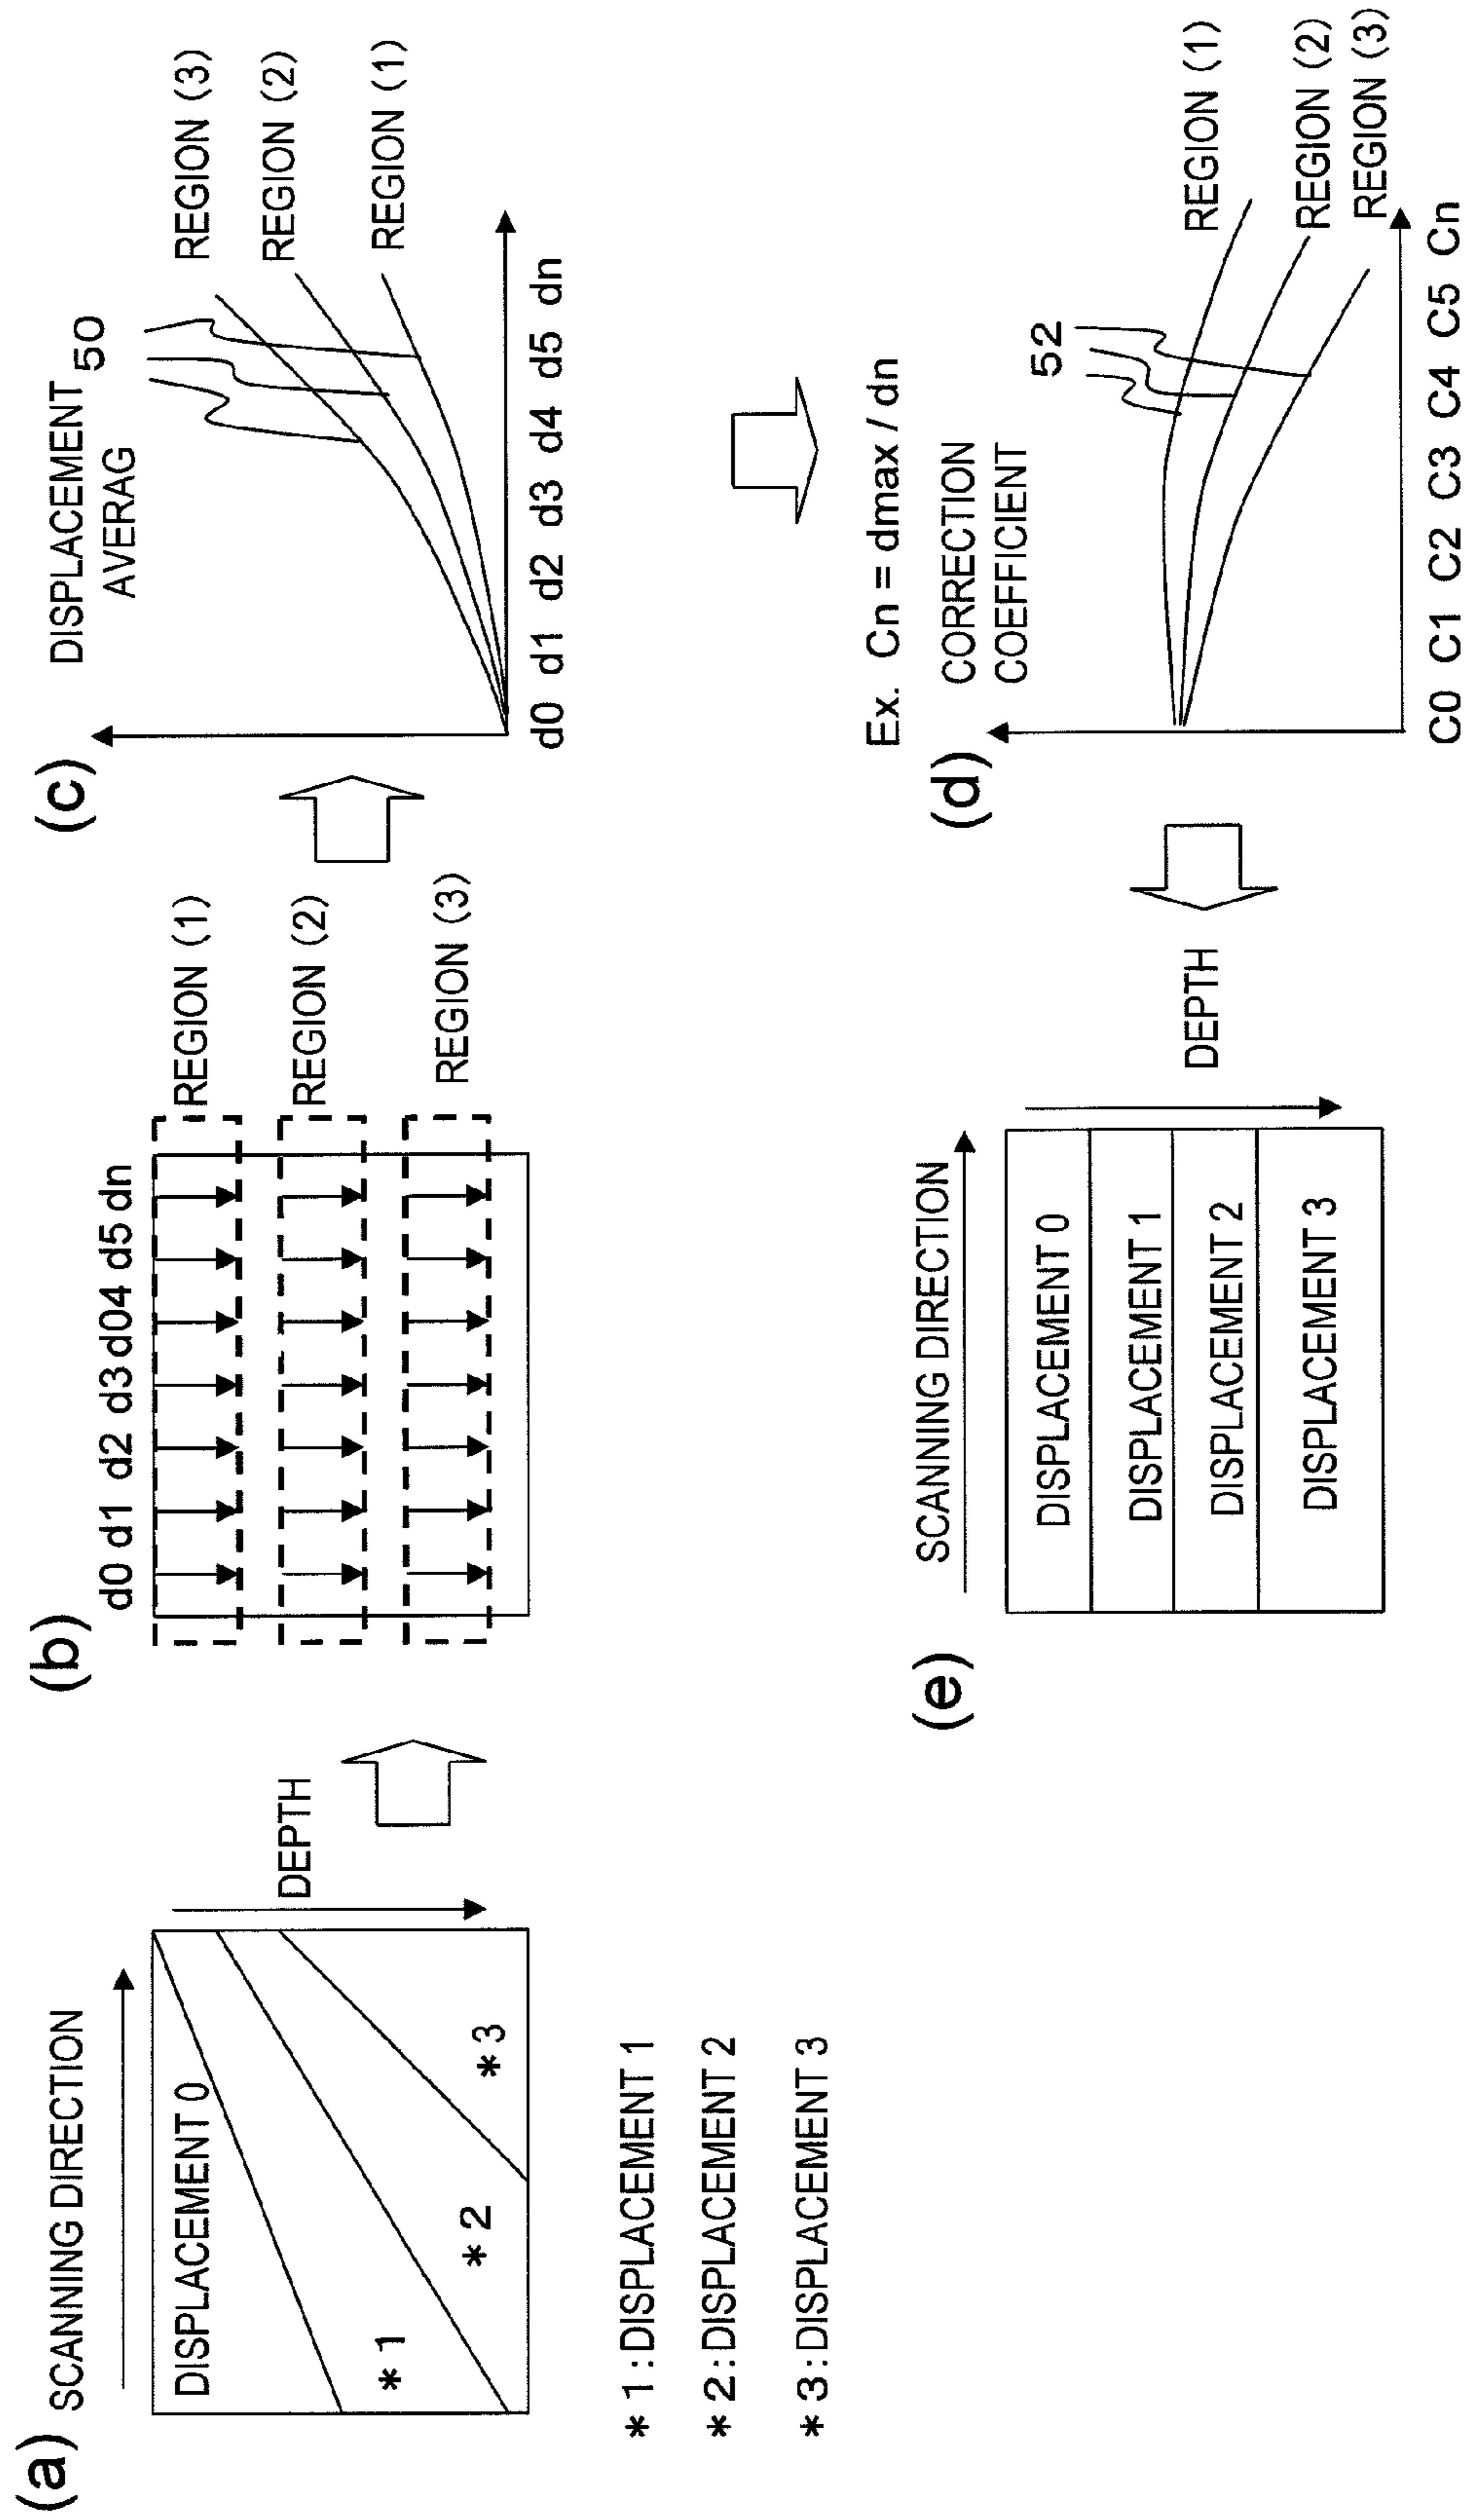 (a)
SCANNING DIRECTION
DISPLACEMENT 0
*1
*2
*3
DEPTH
*1:DISPLACEMENT 1
*2:DISPLACEMENT 2
*3:DISPLACEMENT 3
(b)
d0 d1 d2 d3 d04 d5 dn
REGION (1)
REGION (2)
REGION (3)
(c)
DISPLACEMENT
AVERAG
50
REGION (3)
REGION (2)
REGION (1)
d0 d1 d2 d3 d4 d5 dn
Ex. Cn = dmax / dn
(d)
CORRECTION
COEFFICIENT
52
REGION (1)
REGION (2)
REGION (3)
C0 C1 C2 C3 C4 C5 Cn
(e)
SCANNING DIRECTION
DEPTH
DISPLACEMENT 0
DISPLACEMENT 1
DISPLACEMENT 2
DISPLACEMENT 3